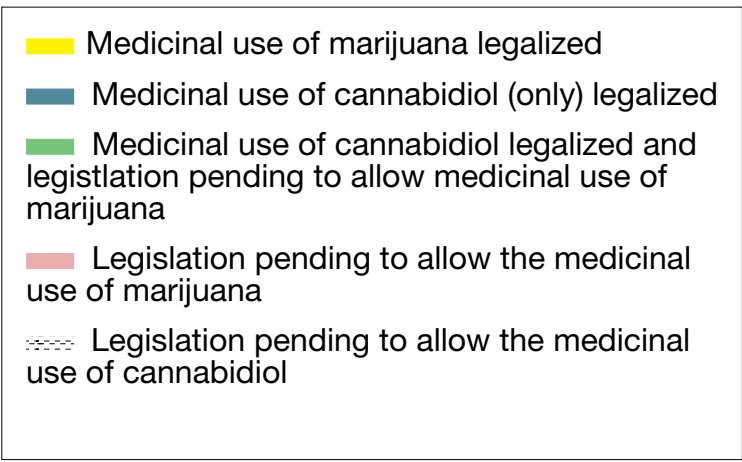 Medicinal use of marijuana legalized
Medicinal use of cannabidiol (only) legalized
Medicinal use of cannabidiol legalized and
legistlation pending to allow medicinal use of
marijuana
Legislation pending to allow the medicinal
use of marijuana
Legislation pending to allow the medicinal
use of cannabidiol